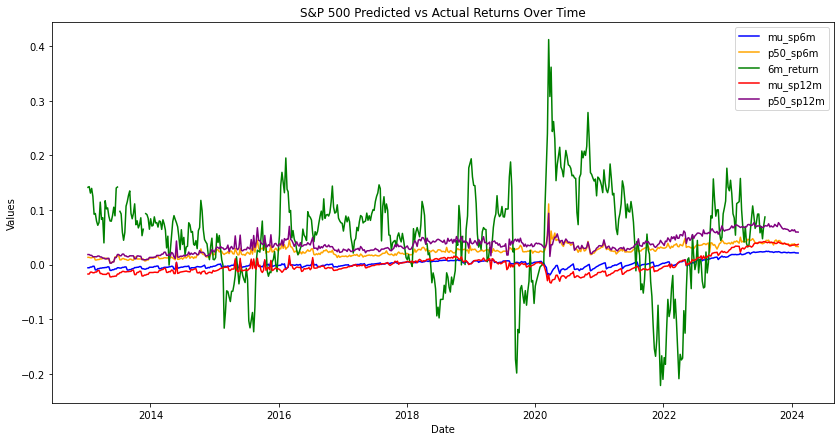 S&P 500 Predicted vs Actual Returns Over Time
mu_sp6m
p50_sp6m
6m_return
mu_sp12m
p50_sp12m
Values
0.4
0.3
0.2
0.1
0.0
−0.1
−0.2
2014
2016
2018
2020
2022
2024
Date